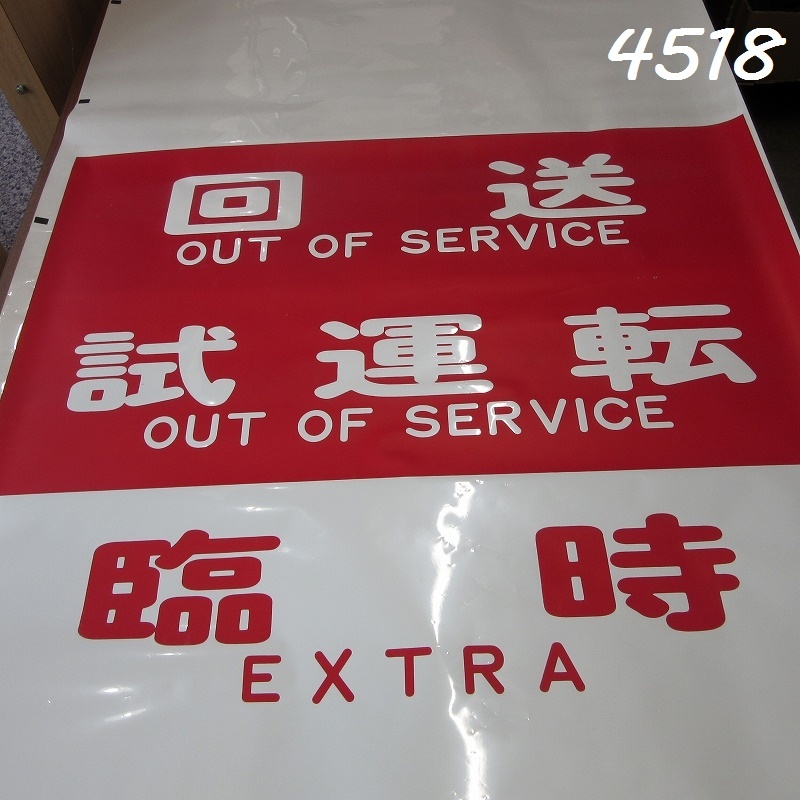 4518
回送
OUT OF SERVICE
試運転
OUT OF SERVICE
臨時
EXTRA